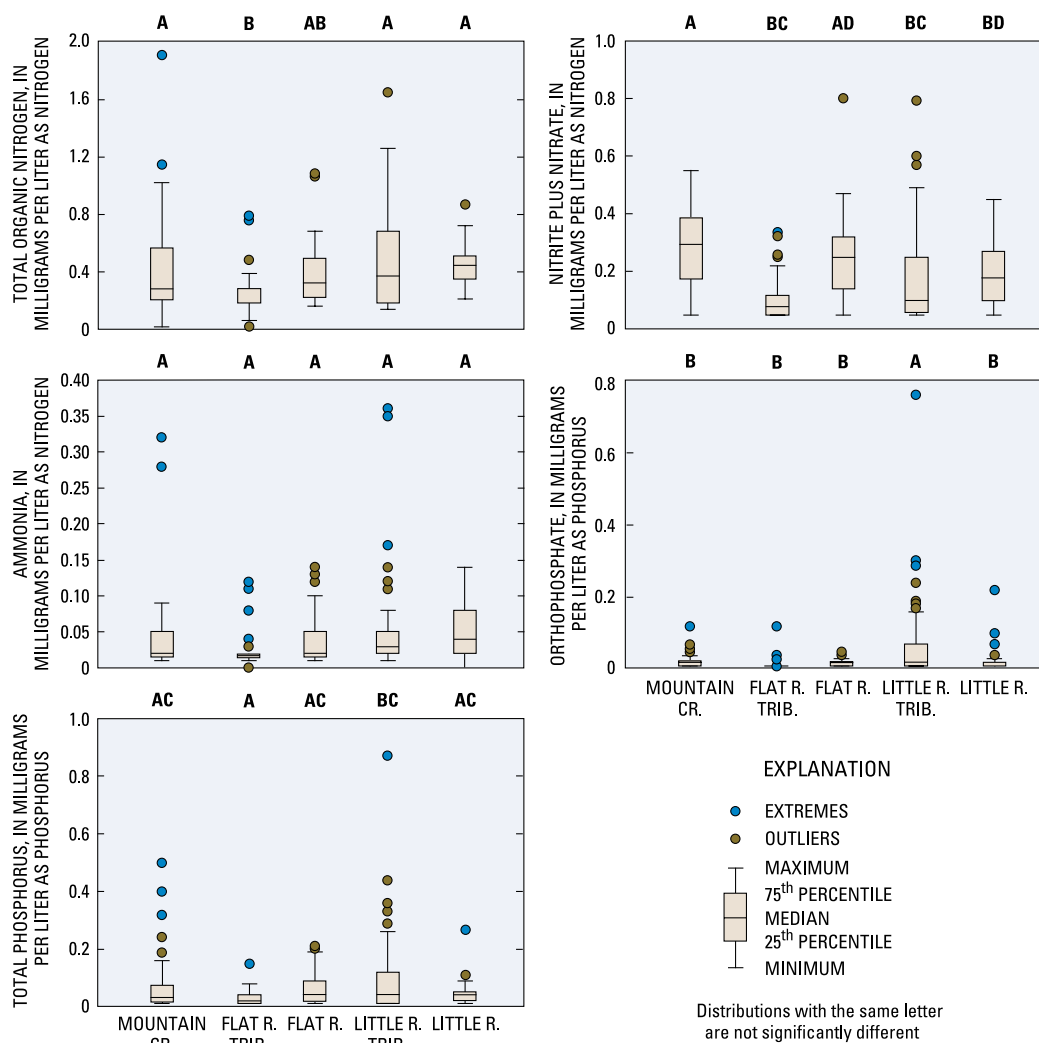 A B AB A A
TOTAL ORGANIC NITROGEN, IN
MILLIGRAMS PER LITER AS NITROGEN
2.0
1.6
1.2
0.8
0.4
0
A BC AD BC BD
NITRITE PLUS NITRATE, IN
MILLIGRAMS PER LITER AS NITROGEN
1.0
0.8
0.6
0.4
0.2
0
A A A A A
AMMONIA, IN
MILLIGRAMS PER LITER AS NITROGEN
0.40
0.35
0.30
0.25
0.20
0.15
0.10
0.05
0
B B B A B
ORTHOPHOSPHATE, IN MILLIGRAMS
PER LITER AS PHOSPHORUS
0.8
0.6
0.4
0.2
0
MOUNTAIN FLAT R. FLAT R. LITTLE R. LITTLE R.
CR. TRIB. TRIB.
AC A AC BC AC
TOTAL PHOSPHORUS, IN MILLIGRAMS
PER LITER AS PHOSPHORUS
1.0
0.8
0.6
0.4
0.2
0
MOUNTAIN FLAT R. FLAT R. LITTLE R. LITTLE R.
CR. TRIB. TRIB.
EXPLANATION
EXTREMES
OUTLIERS
MAXIMUM
75th PERCENTILE
MEDIAN
25th PERCENTILE
MINIMUM
Distributions with the same letter
are not significantly different